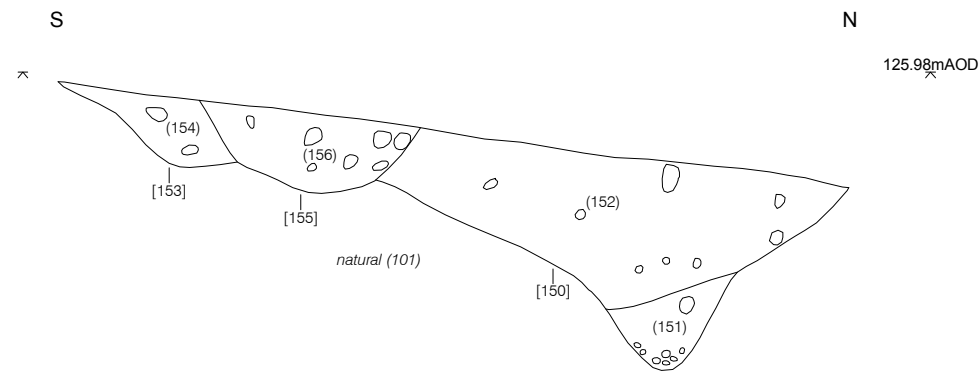 S
N
125.98mAOD
(154)
(156)
[153]
(152)
[155]
natural (101)
[150]
(151)